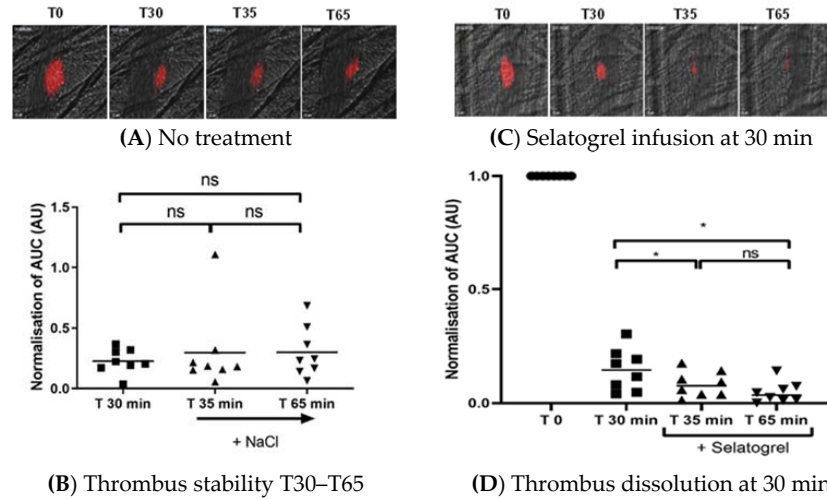 T0 T30 T35 T65
(A) No treatment
T0 T30 T35 T65
(C) Selatogrel infusion at 30 min
Normalisation of AUC (AU)
1.5
1.0
0.5
0.0
ns
ns ns
T 30 min T 35 min T 65 min
+ NaCl
(B) Thrombus stability T30–T65
Normalisation of AUC (AU)
1.0
0.5
0.0
*
* ns
T 0 T 30 min T 35 min T 65 min
+ Selatogrel
(D) Thrombus dissolution at 30 min